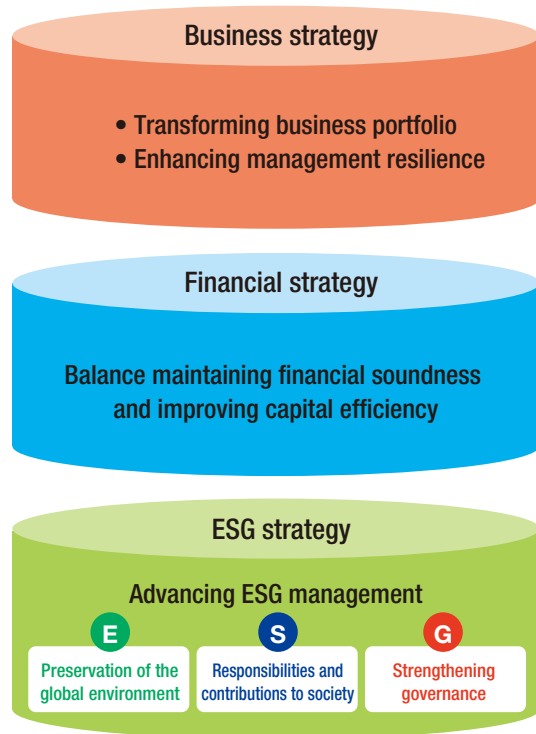 Business strategy
• Transforming business portfolio
• Enhancing management resilience
Financial strategy
Balance maintaining financial soundness
and improving capital efficiency
ESG strategy
Advancing ESG management
E
Preservation of the
global environment
S
Responsibilities and
contributions to society
G
Strengthening
governance